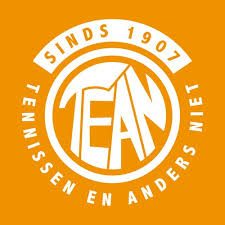 SINDS 1907
TEAN
TENNISSEN EN ANDERS NIET